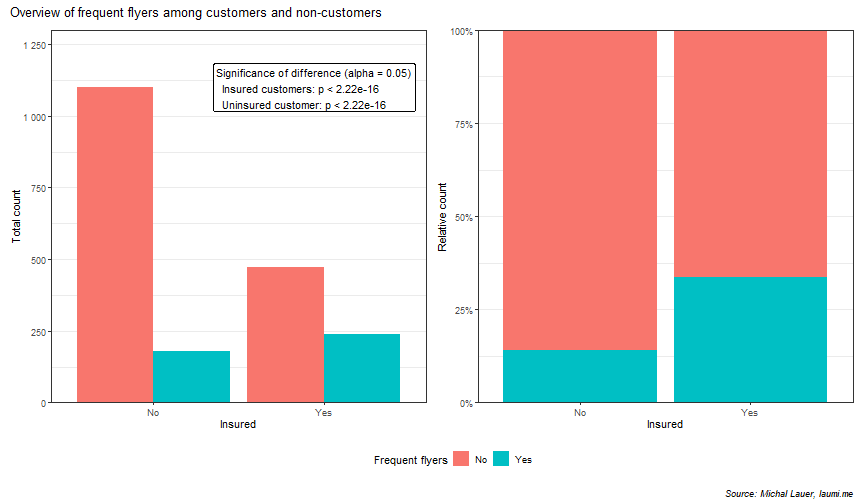 Overview of frequent flyers among customers and non-customers
Total count
1 250
1 000
750
500
250
0
Significance of difference (alpha = 0.05)
Insured customers: p < 2.22e-16
Uninsured customer: p < 2.22e-16
No Yes
Insured
Relative count
100%
75%
50%
25%
0%
No Yes
Insured
Frequent flyers No Yes
Source: Michal Lauer, laumi.me